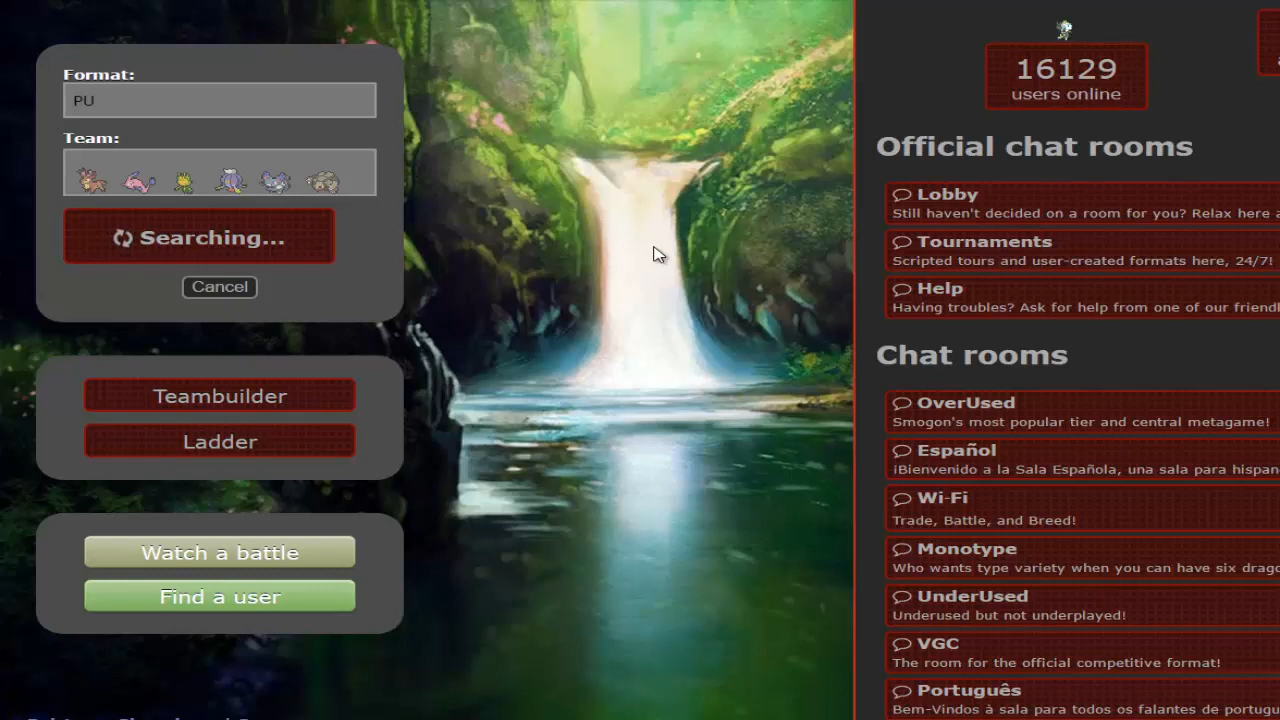 Format:
PU
Team:
Searching...
Cancel
Teambuilder
Ladder
Watch a battle
Find a user
16129
users online
Official chat rooms
Lobby
Still haven't decided on a room for you? Relax here
Tournaments
Scripted tours and user-created formats here, 24/7!
Help
Having troubles? Ask for help from one of our friendl
Chat rooms
OverUsed
Smogon's most popular tier and central metagame!
Español
¡Bienvenido a la Sala Española, una sala para hispan
Wi-Fi
Trade, Battle, and Breed!
Monotype
Who wants type variety when you can have six drago
UnderUsed
Underused but not underplayed!
VGC
The room for the official competitive format!
Português
Bem-Vindos à sala para todos os falantes de portugu